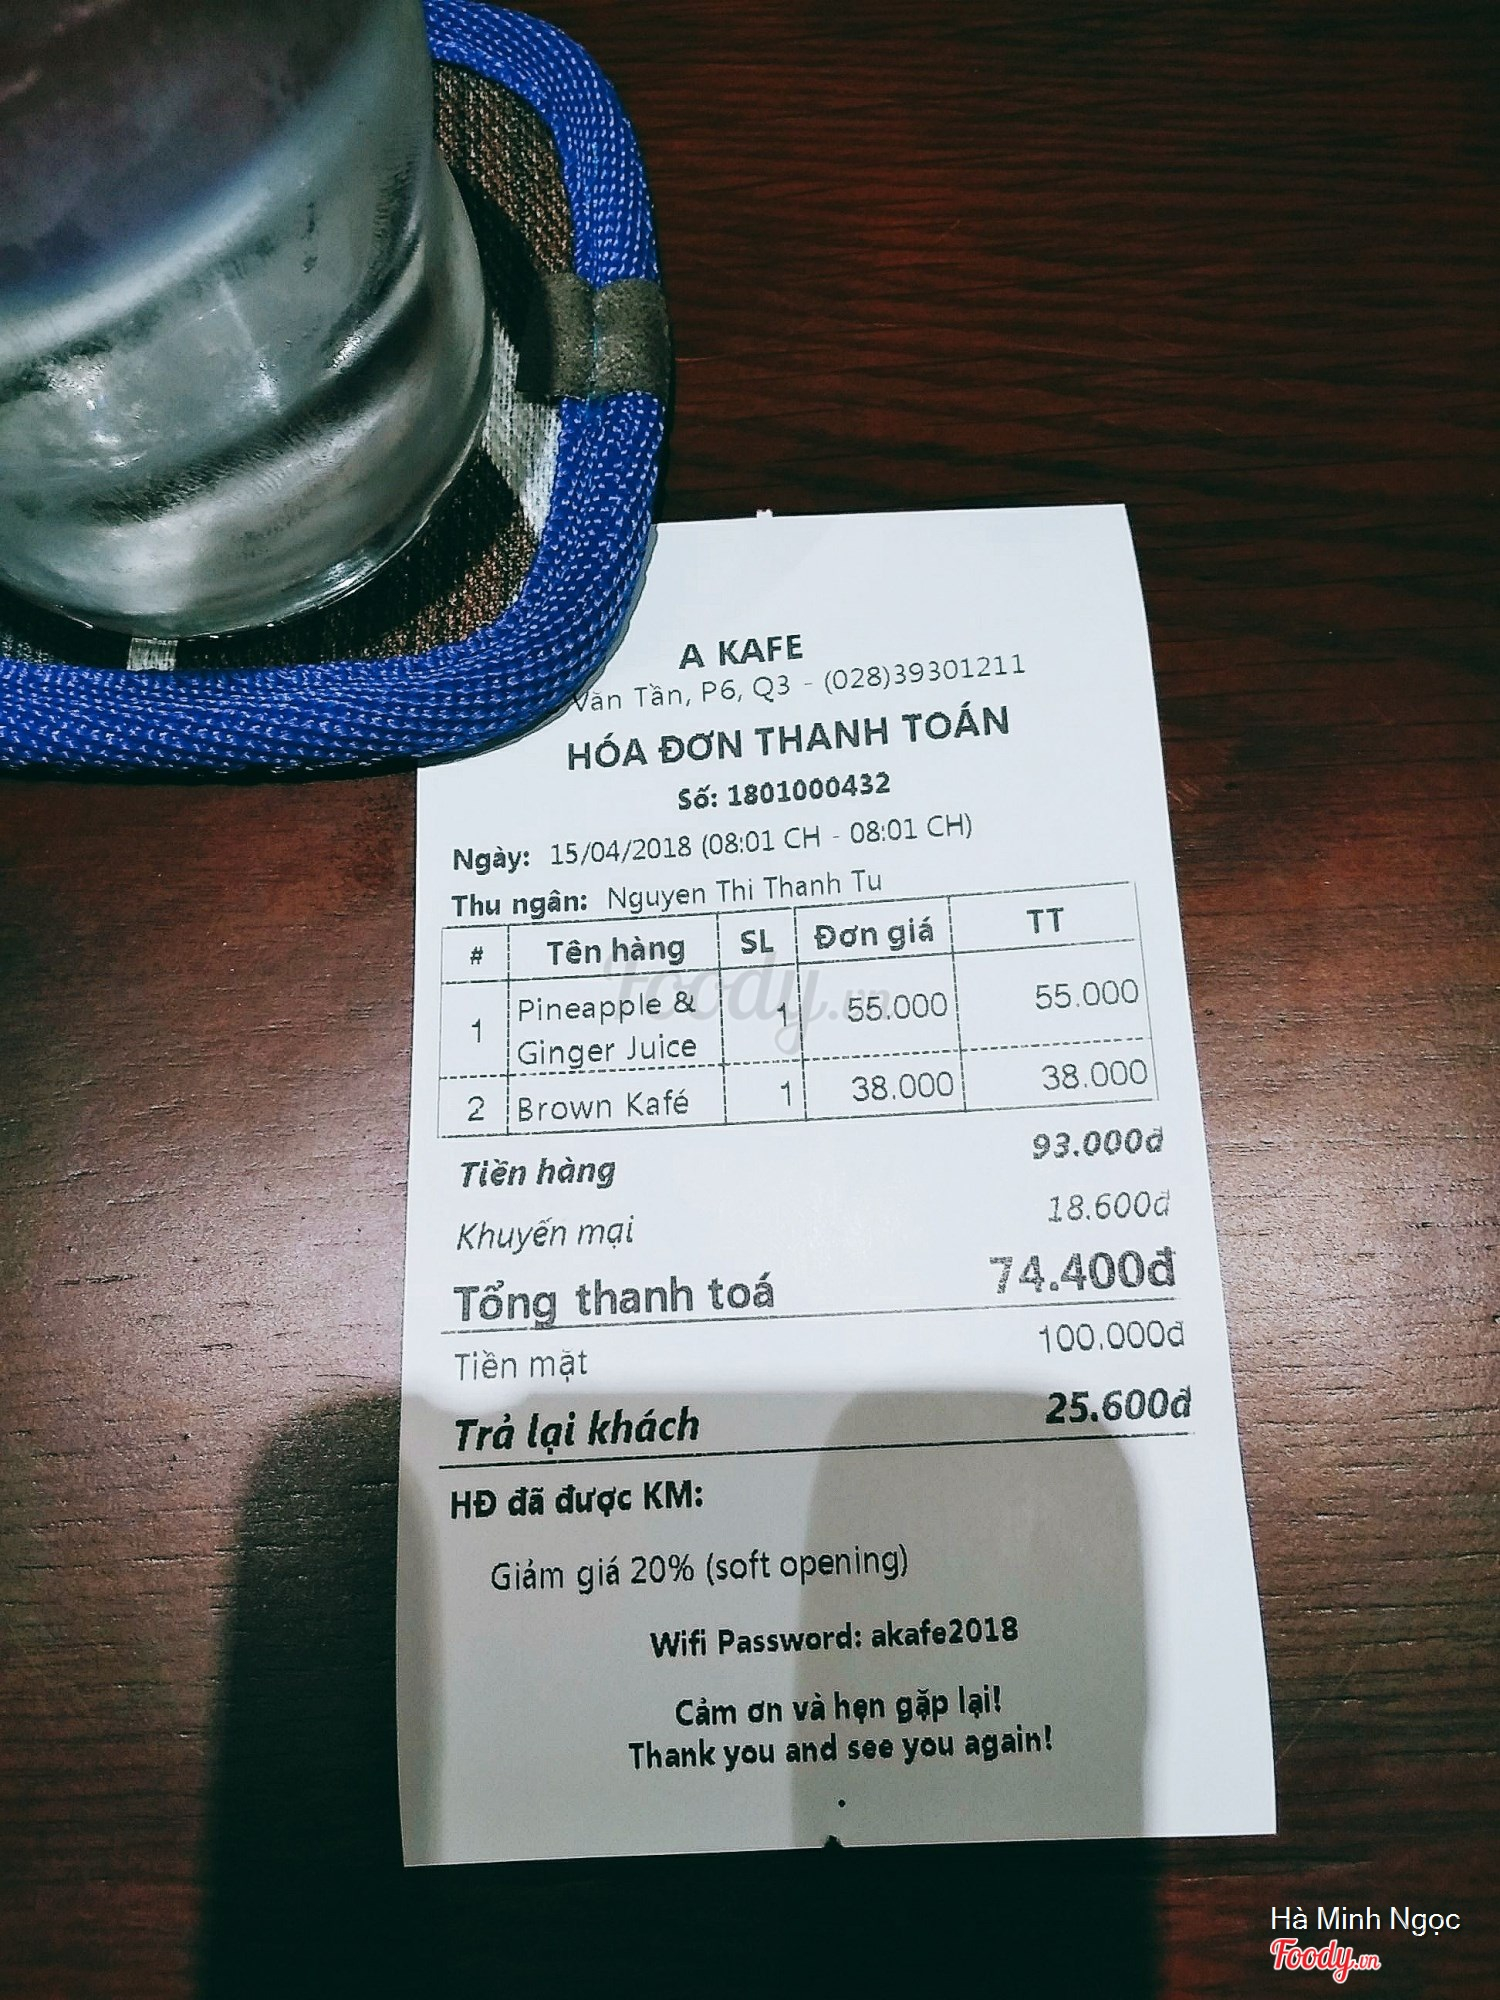 A KAFE
Văn Tần, P6, Q3 - (028)39301211
HÓA ĐƠN THANH TOÁN
Số: 1801000432
Ngày: 15/04/2018 (08:01 CH - 08:01 CH)
Thu ngân: Nguyen Thi Thanh Tu
# Tên hàng SL Đơn giá TT
1 Pineapple & Ginger Juice 1 55.000 55.000
2 Brown Kafé 1 38.000 38.000
Tiền hàng 93.000đ
Khuyến mại 18.600đ
Tổng thanh toá 74.400đ
Tiền mặt 100.000đ
Trả lại khách 25.600đ
HĐ đã được KM:
Giảm giá 20% (soft opening)
Wifi Password: akafe2018
Cảm ơn và hẹn gặp lại!
Thank you and see you again!
Foody.vn
Hà Minh Ngọc
Foody.vn